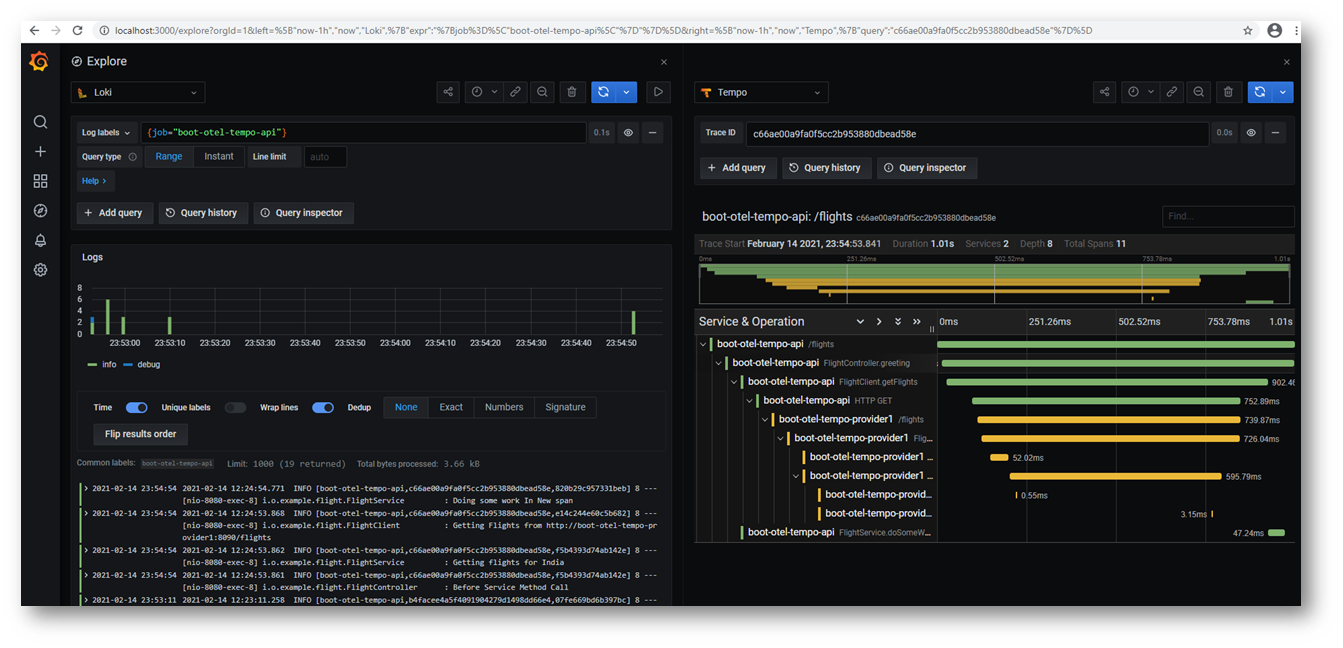 localhost:3000/explore?orgId=1&left=%5B"now-1h","now","Loki",%7B"expr":"%7Bjob%3D%5C"boot-otel-tempo-api%5C"%7D"%7D%5D&right=%5B"now-1h","now","Tempo",%7B"query":"c66ae00a9fa0f5cc2b953880dbead58e"%7D%5D
Explore
Loki
Log labels
{job="boot-otel-tempo-api"}
0.1s
Query type
Range
Instant
Line limit
auto
Help >
+ Add query
Query history
Query inspector
Logs
8
6
4
2
0
23:53:00 23:53:10 23:53:20 23:53:30 23:53:40 23:53:50 23:54:00 23:54:10 23:54:20 23:54:30 23:54:40 23:54:50
info debug
Time
Unique labels
Wrap lines
Dedup
None
Exact
Numbers
Signature
Flip results order
Common labels: boot-otel-tempo-api Limit: 1000 (19 returned) Total bytes processed: 3.66 kB
> 2021-02-14 23:54:54 2021-02-14 12:24:54.771 INFO [boot-otel-tempo-api,c66ae00a9fa0f5cc2b953880dbead58e,820b29c957331beb] 8 ---
[nio-8080-exec-8] i.o.example.flight.FlightService : Doing some work In New span
> 2021-02-14 23:54:54 2021-02-14 12:24:53.868 INFO [boot-otel-tempo-api,c66ae00a9fa0f5cc2b953880dbead58e,e14c244e60c5b682] 8 ---
[nio-8080-exec-8] i.o.example.flight.FlightClient : Getting Flights from http://boot-otel-tempo-pr
ovider1:8090/flights
> 2021-02-14 23:54:54 2021-02-14 12:24:53.862 INFO [boot-otel-tempo-api,c66ae00a9fa0f5cc2b953880dbead58e,f5b4393d74ab142e] 8 ---
[nio-8080-exec-8] i.o.example.flight.FlightService : Getting flights for India
> 2021-02-14 23:54:54 2021-02-14 12:24:53.861 INFO [boot-otel-tempo-api,c66ae00a9fa0f5cc2b953880dbead58e,f5b4393d74ab142e] 8 ---
[nio-8080-exec-8] i.o.example.flight.FlightController : Before Service Method Call
> 2021-02-14 23:53:11 2021-02-14 12:23:11.258 INFO [boot-otel-tempo-api,b4facee4a5f4091904279d1498dd66e4,07fe669bd6b397bc] 8 ---
Tempo
Trace ID
c66ae00a9fa0f5cc2b953880dbead58e
0.0s
+ Add query
Query history
Query inspector
boot-otel-tempo-api: /flights c66ae00a9fa0f5cc2b953880dbead58e
Find...
Trace Start February 14 2021, 23:54:53.841 Duration 1.01s Services 2 Depth 8 Total Spans 11
0ms 251.26ms 502.52ms 753.78ms 1.01s
Service & Operation
0ms 251.26ms 502.52ms 753.78ms 1.01s
boot-otel-tempo-api /flights
boot-otel-tempo-api FlightController.greeting
boot-otel-tempo-api FlightClient.getFlights 902.46
boot-otel-tempo-api HTTP GET 752.89ms
boot-otel-tempo-provider1 /flights 739.87ms
boot-otel-tempo-provider1 Flig... 726.04ms
boot-otel-tempo-provider1 ... 52.02ms
boot-otel-tempo-provider1 ... 595.79ms
boot-otel-tempo-provid... 0.55ms
boot-otel-tempo-provid... 3.15ms
boot-otel-tempo-api FlightService.doSomeW... 47.24ms